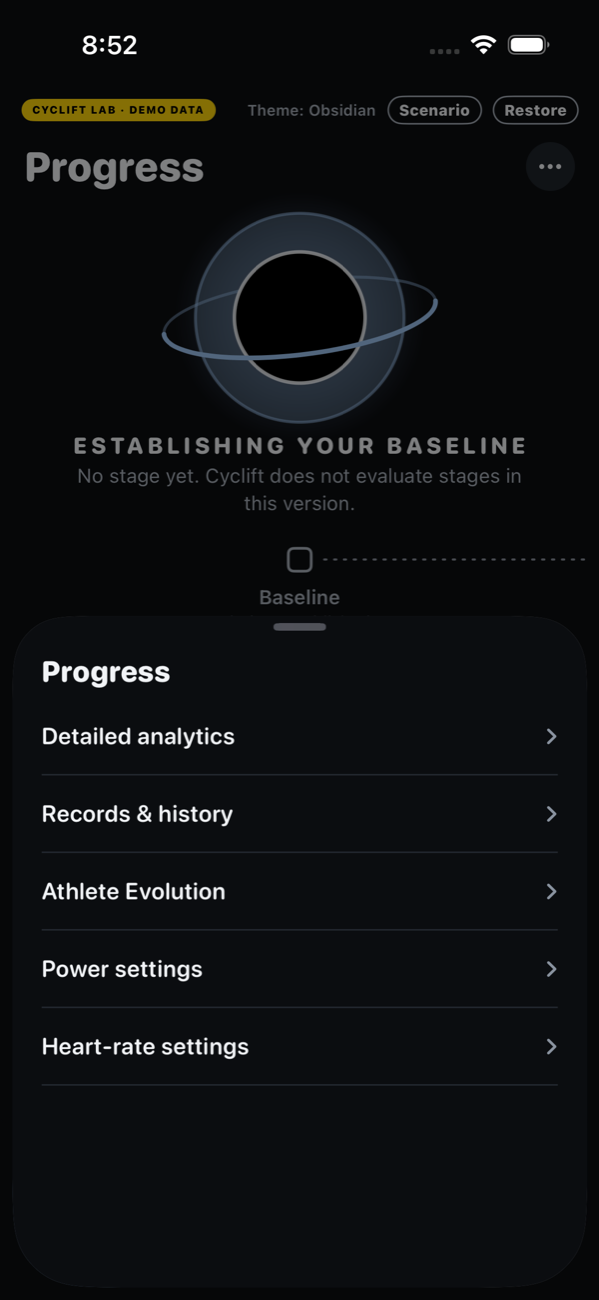 8:52
CYCLIFT LAB · DEMO DATA
Theme: Obsidian
Scenario
Restore
Progress
ESTABLISHING YOUR BASELINE
No stage yet. Cyclift does not evaluate stages in
this version.
Baseline
Progress
Detailed analytics
Records & history
Athlete Evolution
Power settings
Heart-rate settings